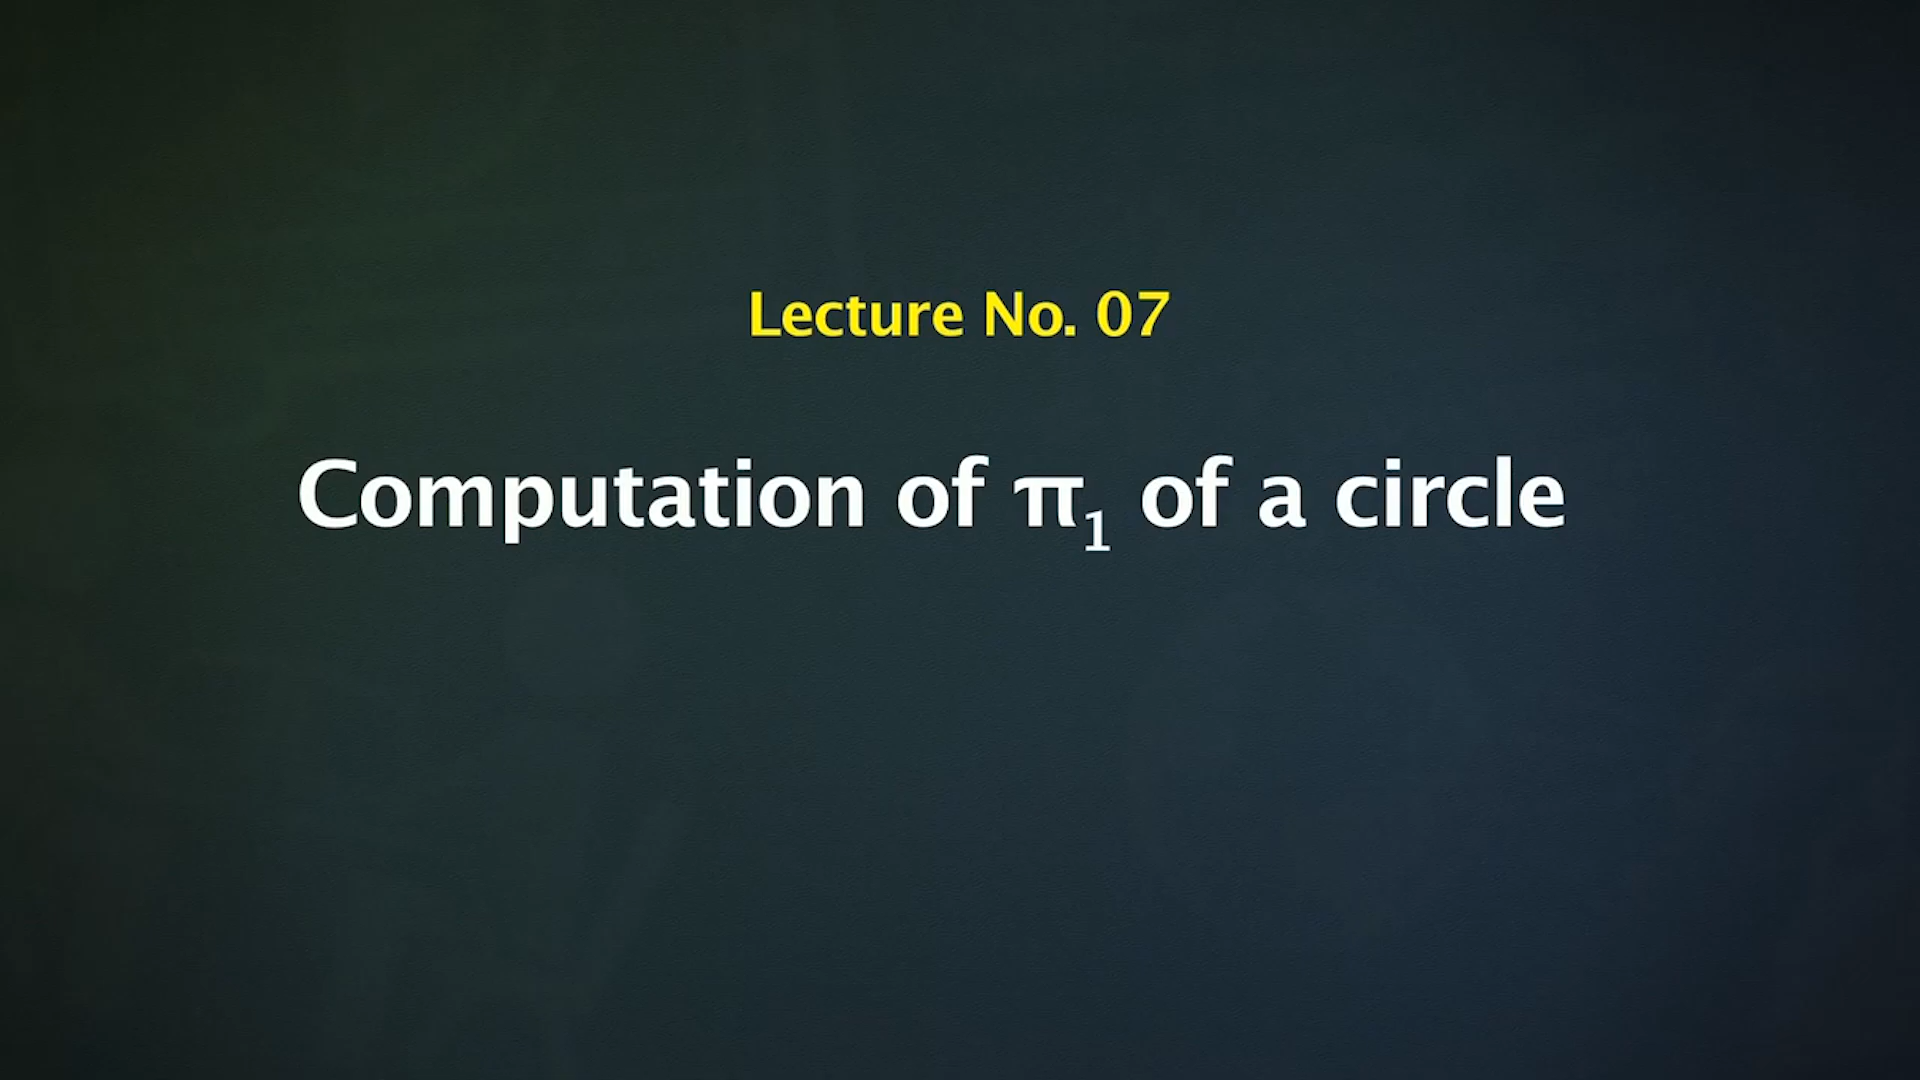 Lecture No. 07
Computation of π₁ of a circle